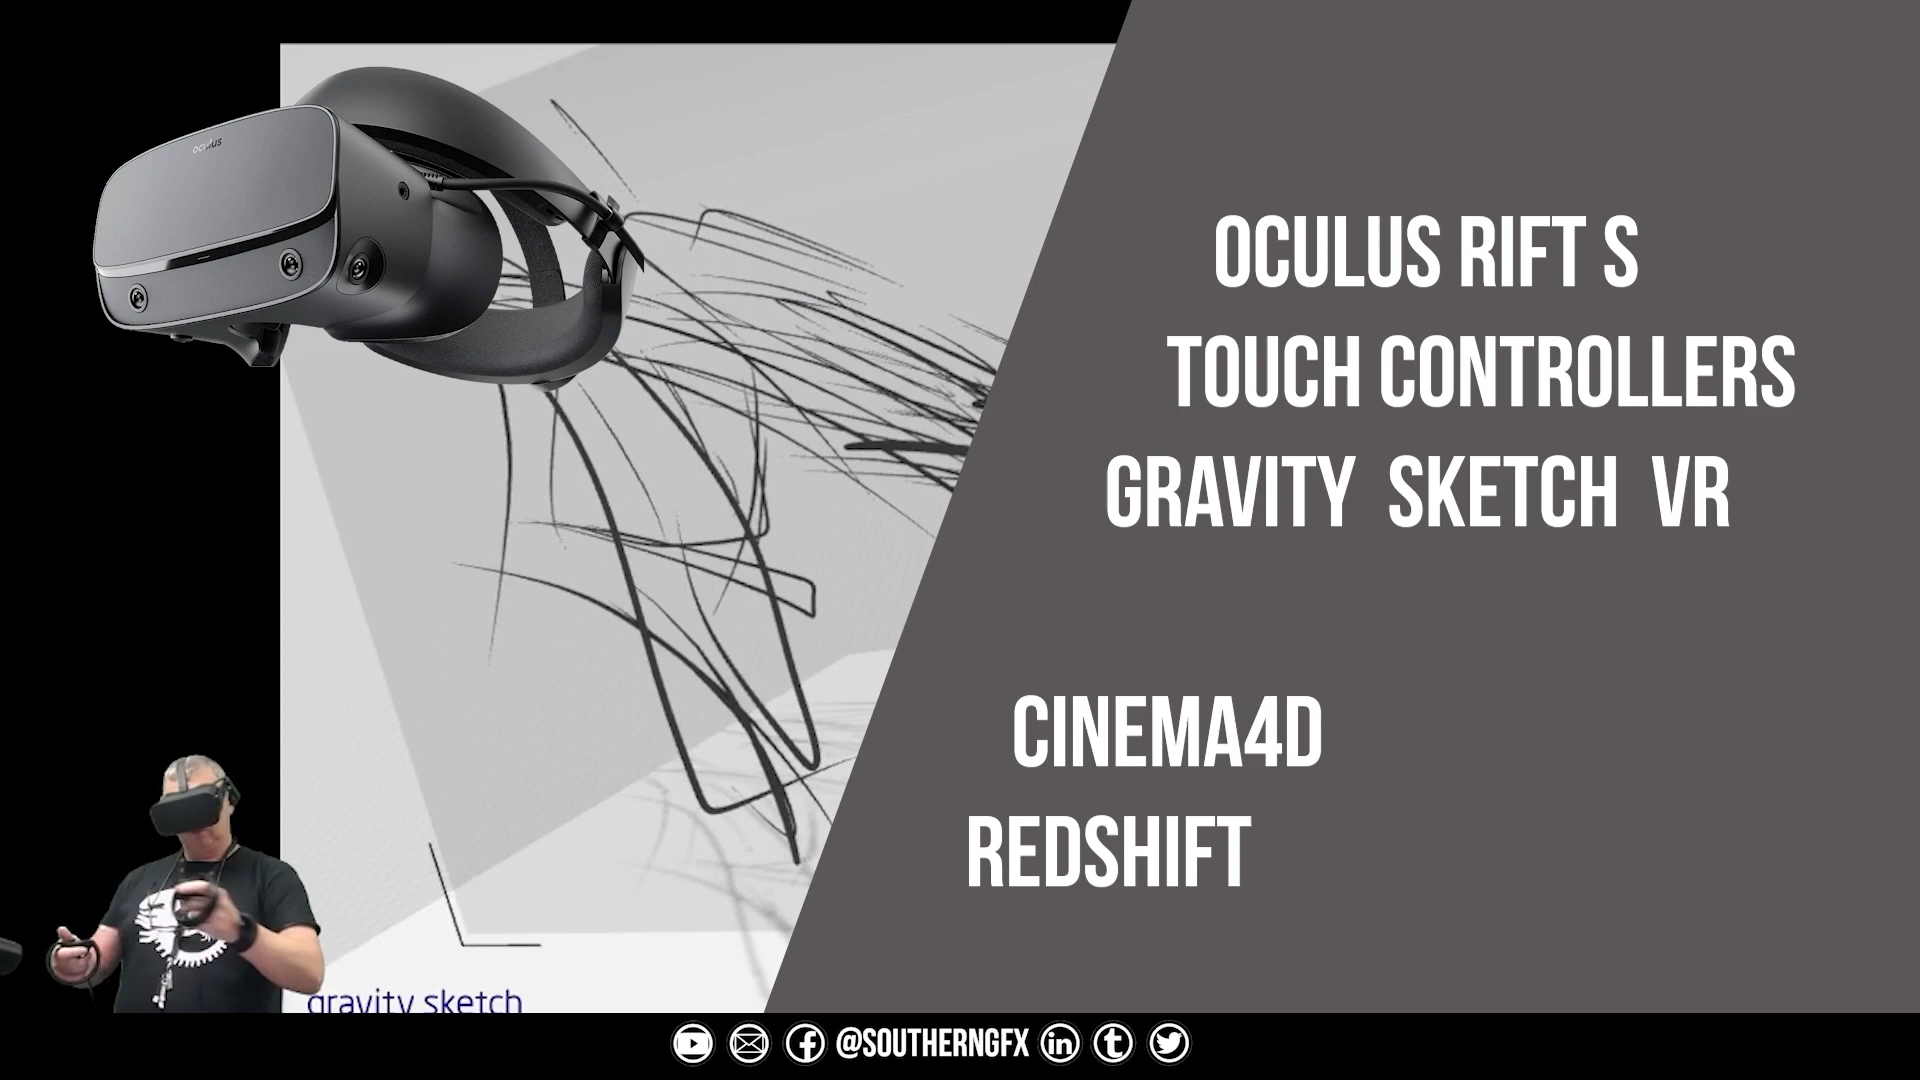 oculus
OCULUS RIFT S
TOUCH CONTROLLERS
GRAVITY SKETCH VR
CINEMA4D
REDSHIFT
gravity sketch
@SOUTHERNGFX